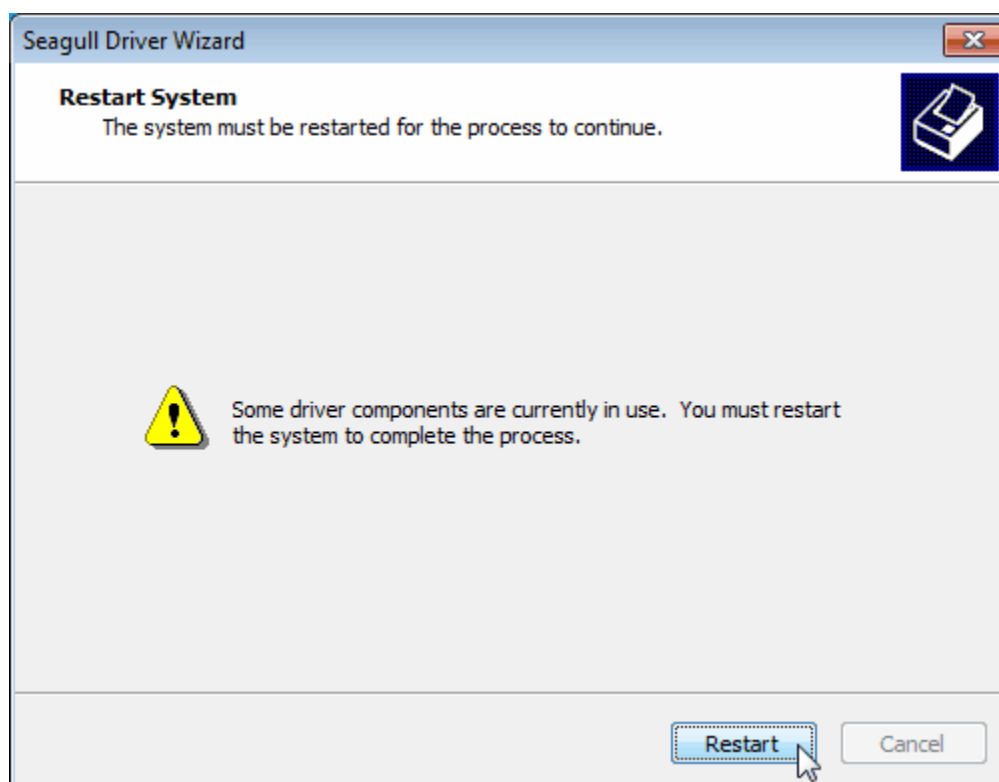 Seagull Driver Wizard
Restart System
The system must be restarted for the process to continue.
Some driver components are currently in use.  You must restart
the system to complete the process.
Restart
Cancel